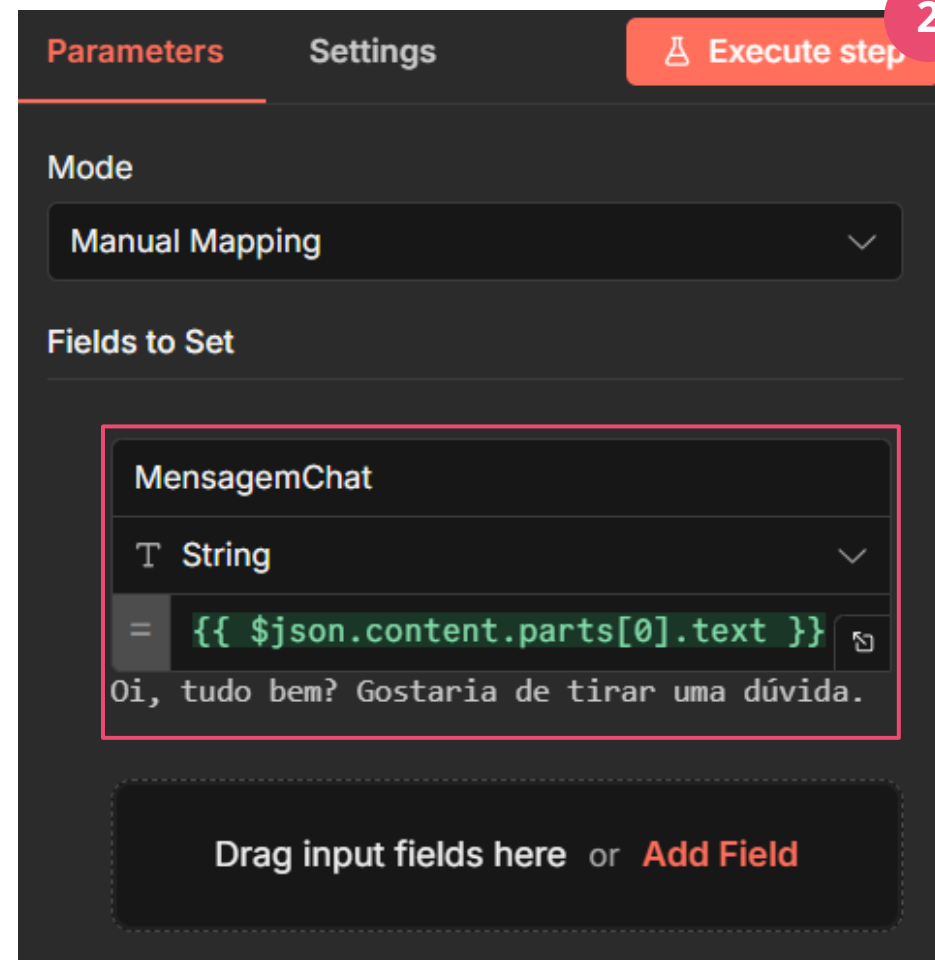 2
Parameters Settings Execute step
Mode
Manual Mapping
Fields to Set
MensagemChat
T String
= {{ $json.content.parts[0].text }}
Oi, tudo bem? Gostaria de tirar uma dúvida.
Drag input fields here or Add Field